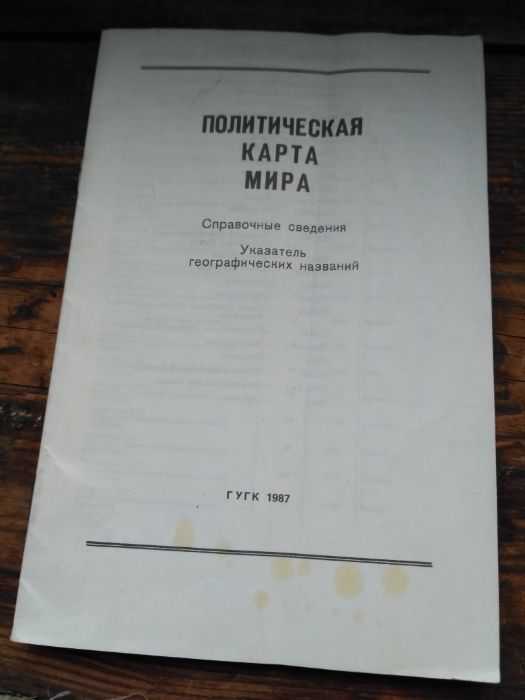 ПОЛИТИЧЕСКАЯ
КАРТА
МИРА
Справочные сведения
Указатель
географических названий
ГУГК 1987